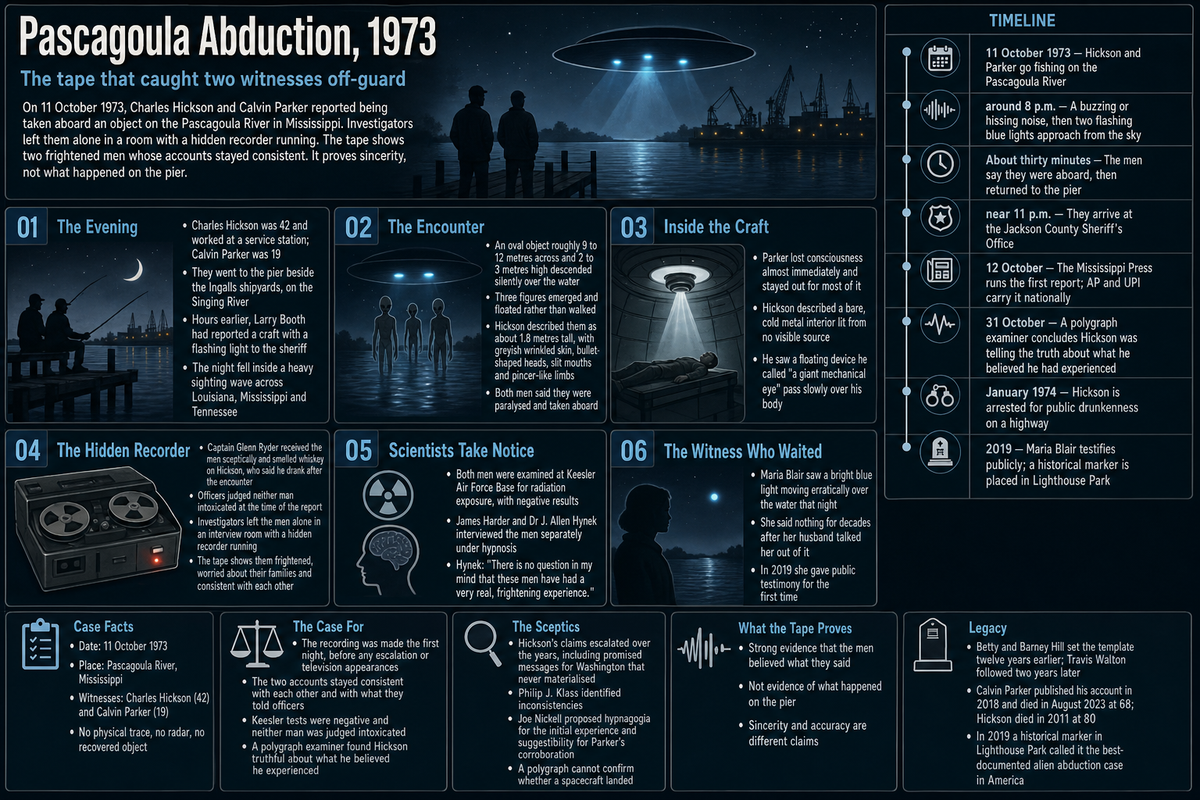 Pascagoula Abduction, 1973
The tape that caught two witnesses off-guard
On 11 October 1973, Charles Hickson and Calvin Parker reported being
taken aboard an object on the Pascagoula River in Mississippi. Investigators
left them alone in a room with a hidden recorder running. The tape shows
two frightened men whose accounts stayed consistent. It proves sincerity,
not what happened on the pier.
TIMELINE
11 October 1973 — Hickson and
Parker go fishing on the
Pascagoula River
around 8 p.m. — A buzzing or
hissing noise, then two flashing
blue lights approach from the sky
About thirty minutes — The men
say they were aboard, then
returned to the pier
near 11 p.m. — They arrive at
the Jackson County Sheriff's
Office
12 October — The Mississippi Press
runs the first report; AP and UPI
carry it nationally
31 October — A polygraph
examiner concludes Hickson was
telling the truth about what he
believed he had experienced
January 1974 — Hickson is
arrested for public drunkenness
on a highway
2019 — Maria Blair testifies
publicly; a historical marker is
placed in Lighthouse Park
01 The Evening
• Charles Hickson was 42 and
worked at a service station;
Calvin Parker was 19
• They went to the pier beside
the Ingalls shipyards, on the
Singing River
• Hours earlier, Larry Booth
had reported a craft with a
flashing light to the sheriff
• The night fell inside a heavy
sighting wave across
Louisiana, Mississippi and
Tennessee
02 The Encounter
• An oval object roughly 9 to
12 metres across and 2 to
3 metres high descended
silently over the water
• Three figures emerged and
floated rather than walked
• Hickson described them as
about 1.8 metres tall, with
greyish wrinkled skin, bullet-
shaped heads, slit mouths
and pincer-like limbs
• Both men said they were
paralysed and taken aboard
03 Inside the Craft
• Parker lost consciousness
almost immediately and
stayed out for most of it
• Hickson described a bare,
cold metal interior lit from
no visible source
• He saw a floating device he
called "a giant mechanical
eye" pass slowly over his
body
04 The Hidden Recorder
• Captain Glenn Ryder received the
men sceptically and smelled whiskey
on Hickson, who said he drank after
the encounter
• Officers judged neither man
intoxicated at the time of the report
• Investigators left the men alone in
an interview room with a hidden
recorder running
• The tape shows them frightened,
worried about their families and
consistent with each other
05 Scientists Take Notice
• Both men were examined at Keesler
Air Force Base for radiation
exposure, with negative results
• James Harder and Dr J. Allen Hynek
interviewed the men separately
under hypnosis
• Hynek: "There is no question in my
mind that these men have had a
very real, frightening experience."
06 The Witness Who Waited
• Maria Blair saw a bright blue
light moving erratically over
the water that night
• She said nothing for decades
after her husband talked
her out of it
• In 2019 she gave public
testimony for the
first time
Case Facts
• Date: 11 October 1973
• Place: Pascagoula River,
Mississippi
• Witnesses: Charles Hickson (42)
and Calvin Parker (19)
• No physical trace, no radar, no
recovered object
The Case For
• The recording was made the first
night, before any escalation or
television appearances
• The two accounts stayed consistent
with each other and with what they
told officers
• Keesler tests were negative and
neither man was judged intoxicated
• A polygraph examiner found Hickson
truthful about what he believed
he experienced
The Sceptics
• Hickson's claims escalated over
the years, including promised
messages for Washington that
never materialised
• Philip J. Klass identified
inconsistencies
• Joe Nickell proposed hypnagogia
for the initial experience and
suggestibility for Parker's
corroboration
• A polygraph cannot confirm
whether a spacecraft landed
What the Tape Proves
• Strong evidence that the men
believed what they said
• Not evidence of what happened
on the pier
• Sincerity and accuracy are
different claims
Legacy
• Betty and Barney Hill set the template
twelve years earlier; Travis Walton
followed two years later
• Calvin Parker published his account in
2018 and died in August 2023 at 68;
Hickson died in 2011 at 80
• In 2019 a historical marker in
Lighthouse Park called it the best-
documented alien abduction case
in America